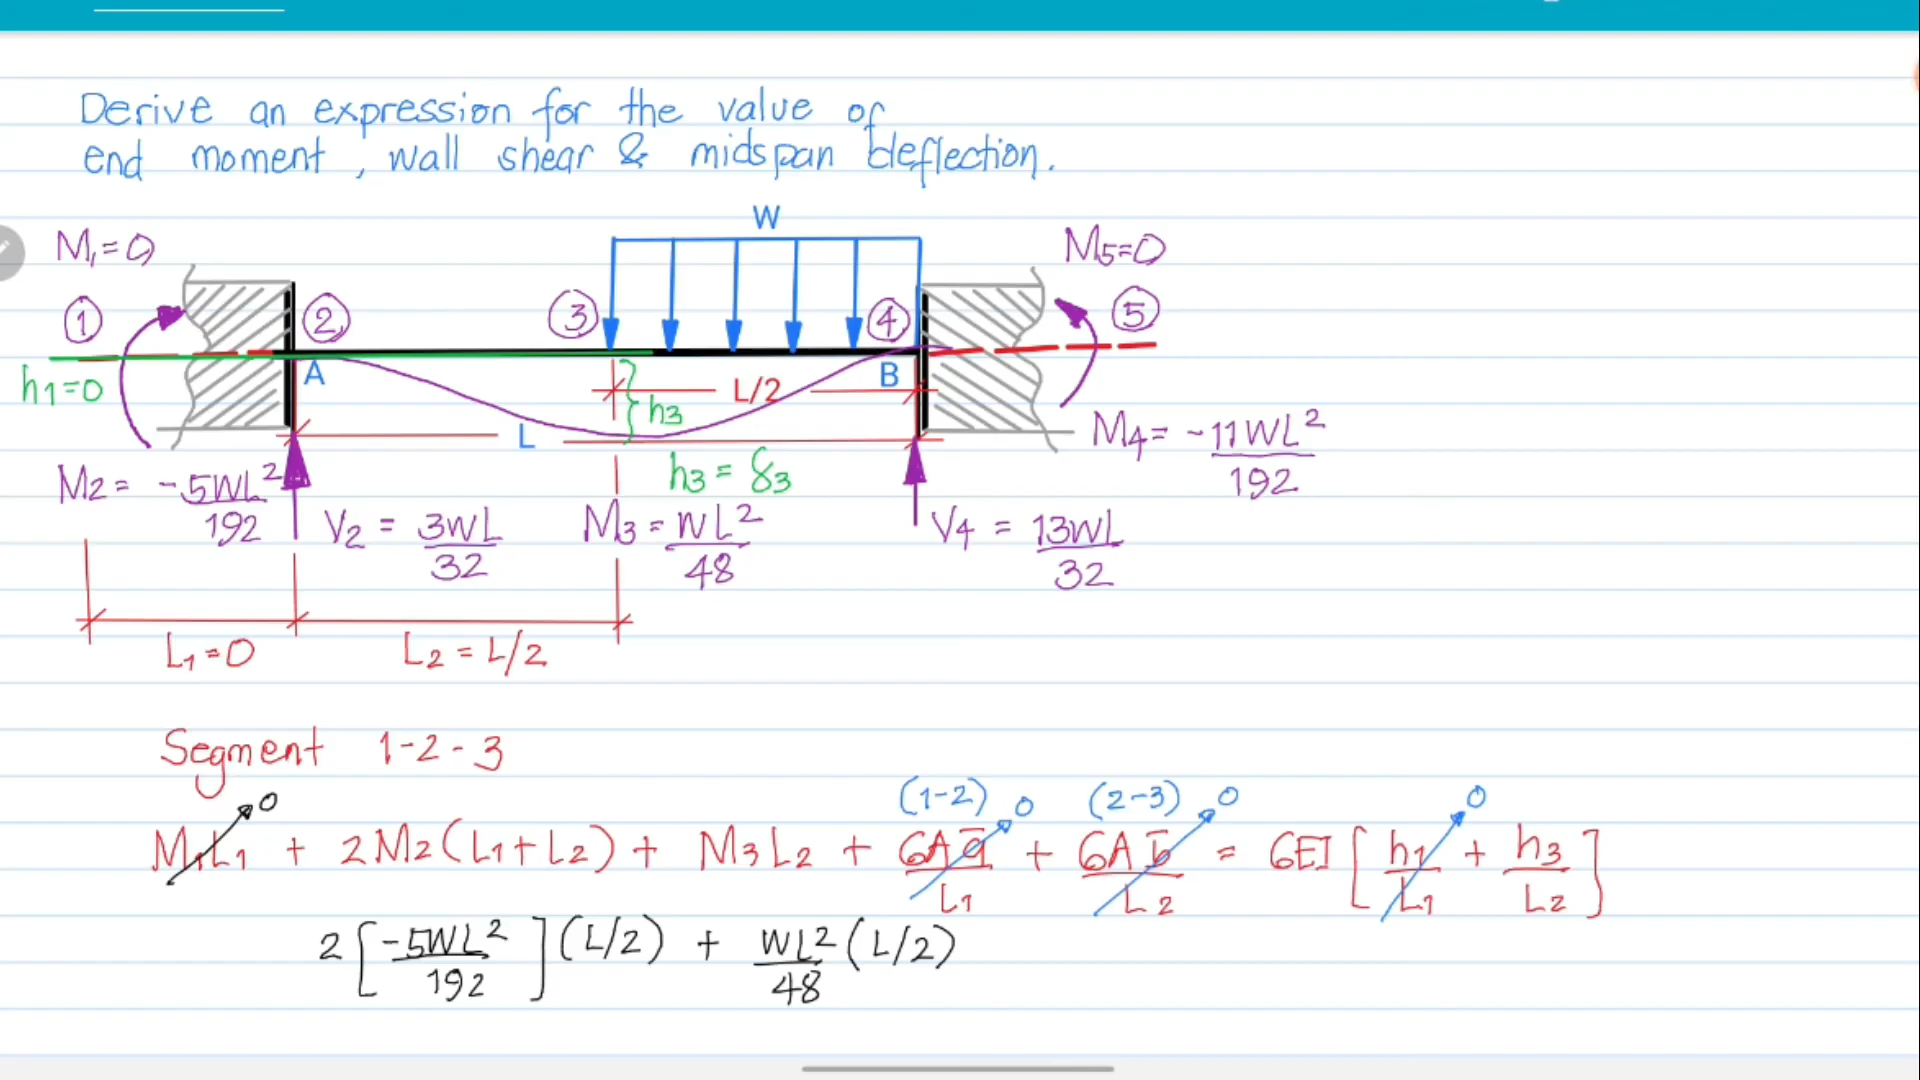 Derive an expression for the value of
end moment, wall shear & midspan deflection.
W
M1=0
M5=0
1 2 3 4 5
h1=0
A
B
L/2
h3
L
h3 = δ3
M4= -11WL²/192
M2= -5WL²/192
V2 = 3WL/32
M3 = WL²/48
V4 = 13WL/32
L1=0
L2 = L/2
Segment 1-2-3
0 (1-2) 0 (2-3) 0 0
M1L1 + 2M2(L1+L2) + M3L2 + 6Aa̅/L1 + 6Ab̅/L2 = 6EI[h1/L1 + h3/L2]
2[-5WL²/192](L/2) + WL²/48(L/2)